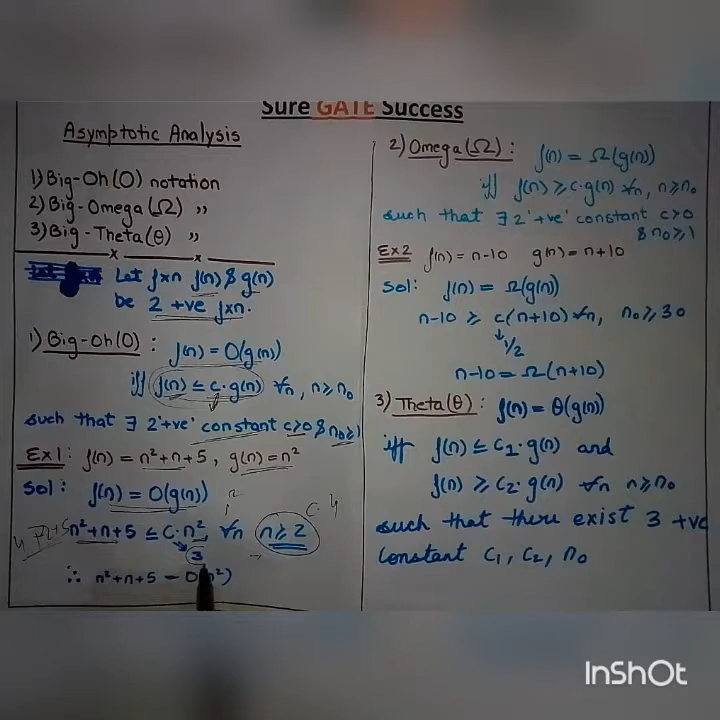 Sure GATE Success
Asymptotic Analysis
1) Big-Oh(O) notation
2) Big-Omega(Ω) ,,
3) Big-Theta(θ) ,,
Let fxn f(n) & g(n)
be 2 +ve fxn.
1) Big-Oh(O) : f(n) = O(g(n))
iff f(n) ≤ c·g(n) ∀n, n≥n₀
such that ∃ 2 '+ve' constant c>0 & n₀≥1
Ex1: f(n) = n²+n+5, g(n)=n²
Sol: f(n) = O(g(n))
n²+n+5 ≤ C·n², ∀n n≥2
3
∴ n²+n+5 = O(n²)
2) Omega(Ω) : f(n) = Ω(g(n))
iff f(n) ≥ c·g(n) ∀n, n≥n₀
such that ∃ 2 '+ve' constant c>0
& n₀≥1
Ex2 f(n) = n-10 g(n) = n+10
Sol: f(n) = Ω(g(n))
n-10 ≥ c(n+10) ∀n, n₀≥30
1/2
n-10 = Ω(n+10)
3) Theta(θ) : f(n) = θ(g(n))
iff f(n) ≤ C₁·g(n) and
f(n) ≥ C₂·g(n) ∀n n≥n₀
such that there exist 3 +ve
constant C₁, C₂, n₀
InShOt